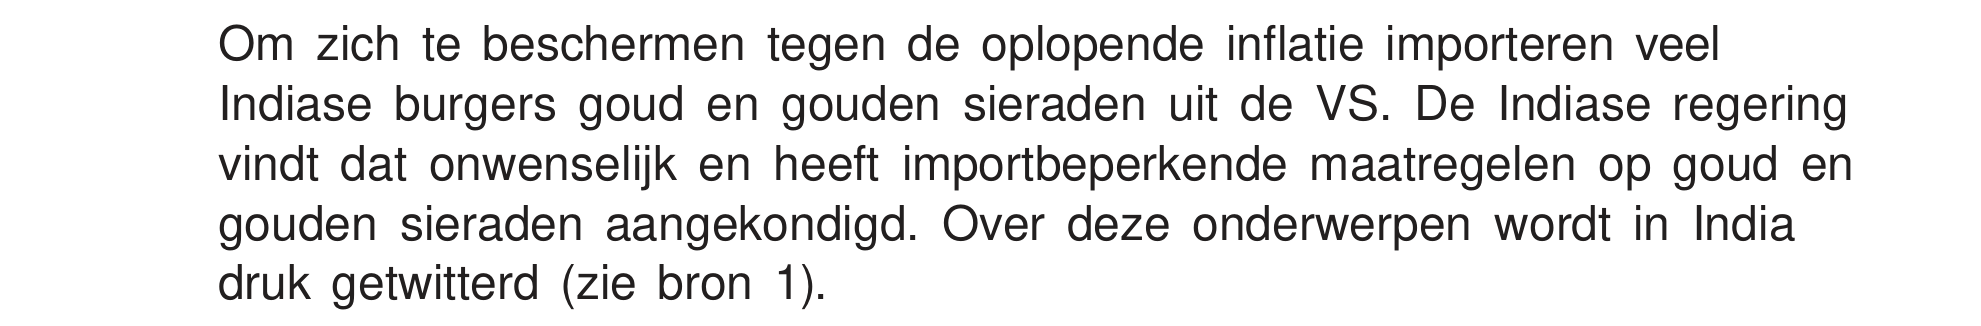 Om zich te beschermen tegen de oplopende inflatie importeren veel
Indiase burgers goud en gouden sieraden uit de VS. De Indiase regering
vindt dat onwenselijk en heeft importbeperkende maatregelen op goud en
gouden sieraden aangekondigd. Over deze onderwerpen wordt in India
druk getwitterd (zie bron 1).